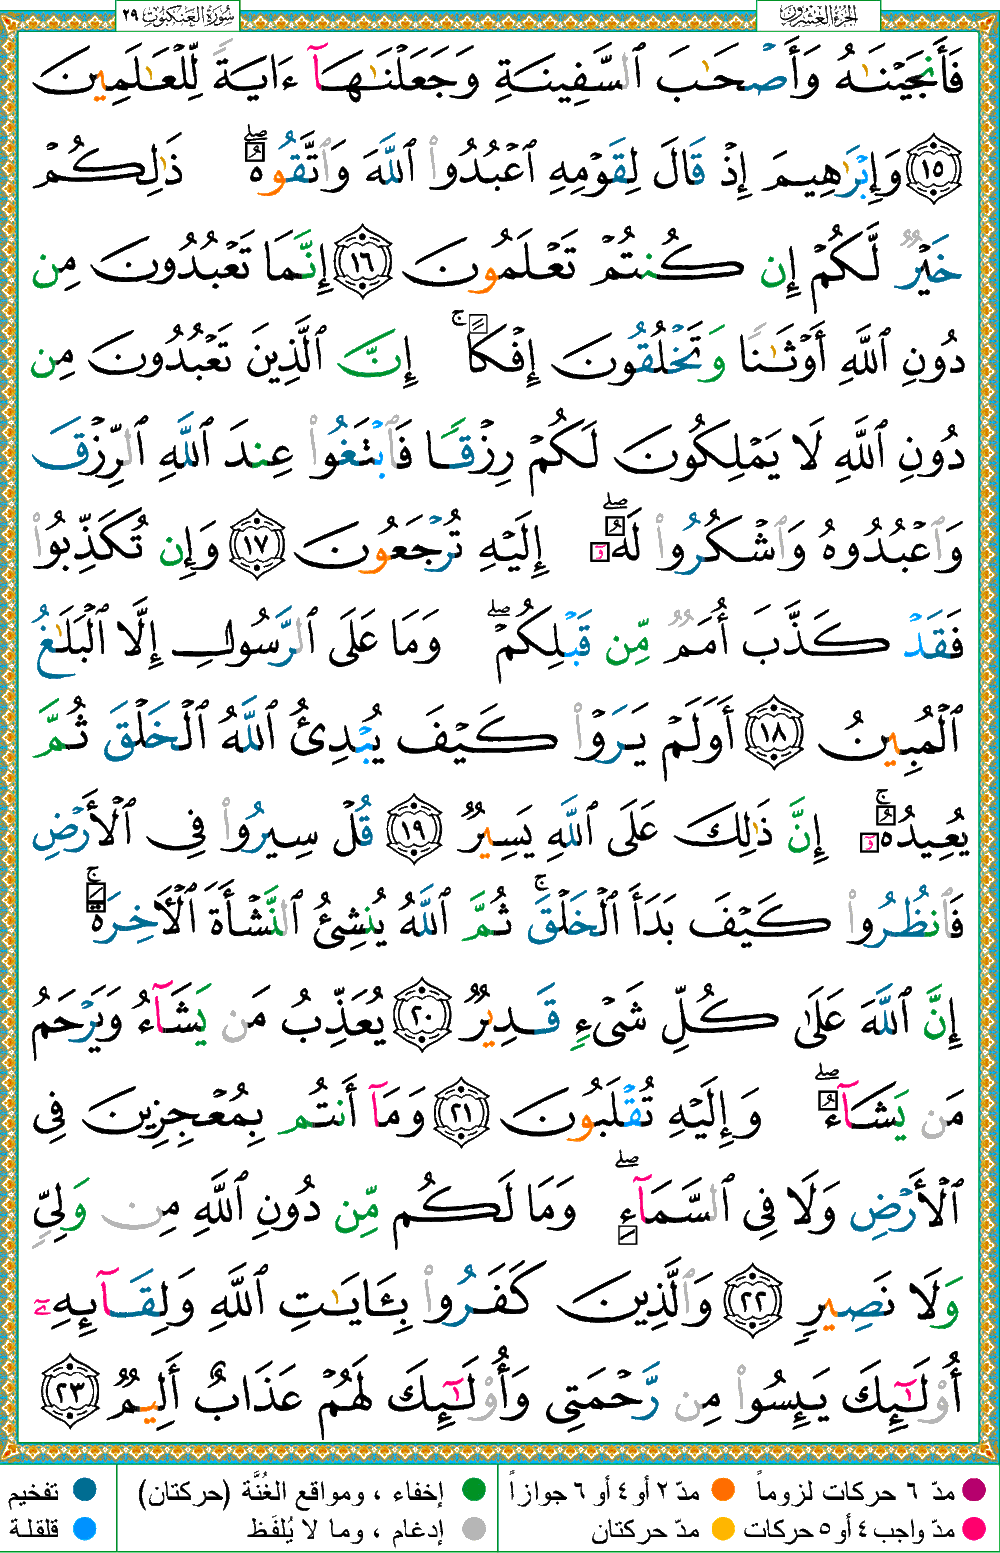 الجزء العشرون
سورة العنكبوت ٢٩
فَأَنجَيْنَـٰهُ وَأَصْحَـٰبَ ٱلسَّفِينَةِ وَجَعَلْنَـٰهَآ ءَايَةً لِّلْعَـٰلَمِينَ
١٥ وَإِبْرَٰهِيمَ إِذْ قَالَ لِقَوْمِهِ ٱعْبُدُوا۟ ٱللَّهَ وَٱتَّقُوهُ ۖ ذَٰلِكُمْ
خَيْرٌ لَّكُمْ إِن كُنتُمْ تَعْلَمُونَ ١٦ إِنَّمَا تَعْبُدُونَ مِن
دُونِ ٱللَّهِ أَوْثَـٰنًا وَتَخْلُقُونَ إِفْكًا ۚ إِنَّ ٱلَّذِينَ تَعْبُدُونَ مِن
دُونِ ٱللَّهِ لَا يَمْلِكُونَ لَكُمْ رِزْقًا فَٱبْتَغُوا۟ عِندَ ٱللَّهِ ٱلرِّزْقَ
وَٱعْبُدُوهُ وَٱشْكُرُوا۟ لَهُۥٓ ۖ إِلَيْهِ تُرْجَعُونَ ١٧ وَإِن تُكَذِّبُوا۟
فَقَدْ كَذَّبَ أُمَمٌ مِّن قَبْلِكُمْ ۖ وَمَا عَلَى ٱلرَّسُولِ إِلَّا ٱلْبَلَـٰغُ
ٱلْمُبِينُ ١٨ أَوَلَمْ يَرَوْا۟ كَيْفَ يُبْدِئُ ٱللَّهُ ٱلْخَلْقَ ثُمَّ
يُعِيدُهُۥٓ ۚ إِنَّ ذَٰلِكَ عَلَى ٱللَّهِ يَسِيرٌ ١٩ قُلْ سِيرُوا۟ فِى ٱلْأَرْضِ
فَٱنظُرُوا۟ كَيْفَ بَدَأَ ٱلْخَلْقَ ۚ ثُمَّ ٱللَّهُ يُنشِئُ ٱلنَّشْأَةَ ٱلْـَٔاخِرَةَ ۚ
إِنَّ ٱللَّهَ عَلَىٰ كُلِّ شَىْءٍ قَدِيرٌ ٢٠ يُعَذِّبُ مَن يَشَآءُ وَيَرْحَمُ
مَن يَشَآءُ ۖ وَإِلَيْهِ تُقْلَبُونَ ٢١ وَمَآ أَنتُم بِمُعْجِزِينَ فِى
ٱلْأَرْضِ وَلَا فِى ٱلسَّمَآءِ ۖ وَمَا لَكُم مِّن دُونِ ٱللَّهِ مِن وَلِىٍّ
وَلَا نَصِيرٍ ٢٢ وَٱلَّذِينَ كَفَرُوا۟ بِـَٔايَـٰتِ ٱللَّهِ وَلِقَآئِهِۦٓ
أُو۟لَـٰٓئِكَ يَئِسُوا۟ مِن رَّحْمَتِى وَأُو۟لَـٰٓئِكَ لَهُمْ عَذَابٌ أَلِيمٌ ٢٣
مدّ ٦ حركات لزوماً مدّ ٢ أو ٤ أو ٦ جوازاً إخفاء ، ومواقع الغُنَّة (حركتان) تفخيم
مدّ واجب ٤ أو ٥ حركات مدّ حركتان إدغام ، وما لا يُلفَظ قلقلة